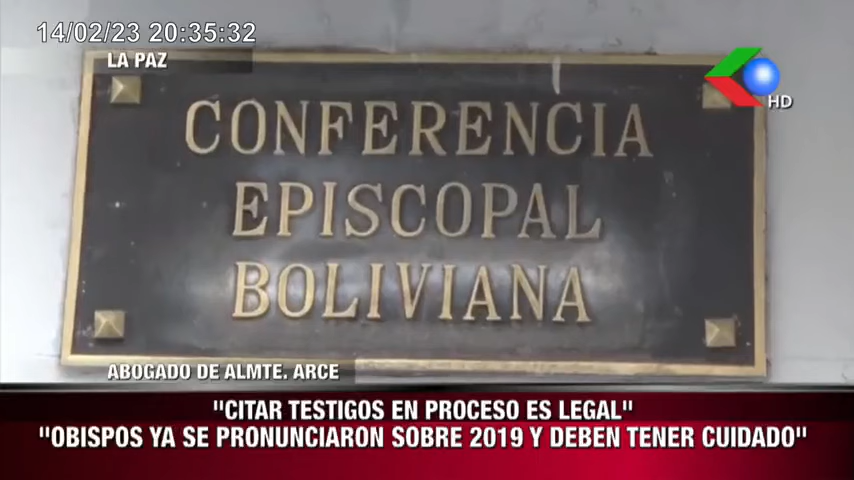 14/02/23 20:35:32
LA PAZ
HD
CONFERENCIA
EPISCOPAL
BOLIVIANA
ABOGADO DE ALMTE. ARCE
"CITAR TESTIGOS EN PROCESO ES LEGAL"
"OBISPOS YA SE PRONUNCIARON SOBRE 2019 Y DEBEN TENER CUIDADO"